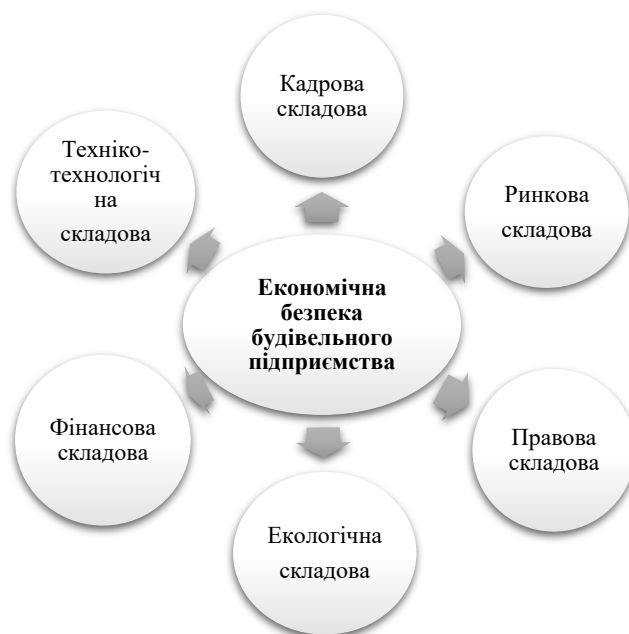 Кадрова
складова
Техніко-
технологіч
на
складова
Ринкова
складова
Економічна
безпека
будівельного
підприємства
Фінансова
складова
Правова
складова
Екологічна
складова